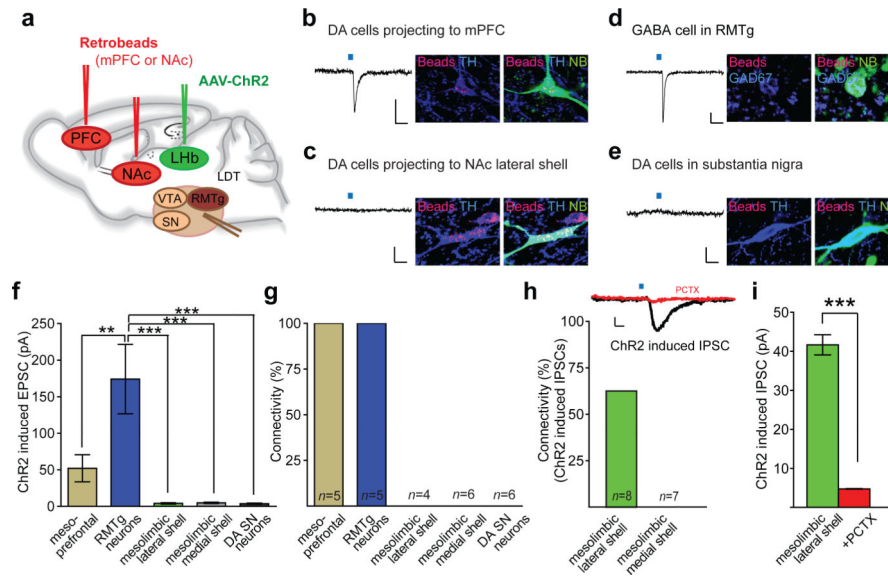 a
Retrobeads
(mPFC or NAc)
AAV-ChR2
PFC
NAc
LHb
LDT
VTA
RMTg
SN
b
DA cells projecting to mPFC
Beads TH
Beads TH NB
c
DA cells projecting to NAc lateral shell
Beads TH
Beads TH NB
d
GABA cell in RMTg
Beads
GAD67
Beads NB
e
DA cells in substantia nigra
Beads TH
Beads TH N
f
ChR2 induced EPSC (pA)
250
200
150
100
50
0
**
***
***
***
meso-
prefrontal
RMTg
neurons
mesolimbic
lateral shell
mesolimbic
medial shell
DA SN
neurons
g
Connectivity (%)
100
75
50
25
n=5
n=5
n=4
n=6
n=6
meso-
prefrontal
RMTg
neurons
mesolimbic
lateral shell
mesolimbic
medial shell
DA SN
neurons
h
PCTX
ChR2 induced IPSC
Connectivity (%)
(ChR2 induced IPSCs)
100
75
50
25
n=8
n=7
mesolimbic
lateral shell
mesolimbic
medial shell
i
ChR2 induced IPSC (pA)
50
40
30
20
10
0
***
mesolimbic
lateral shell
+PCTX